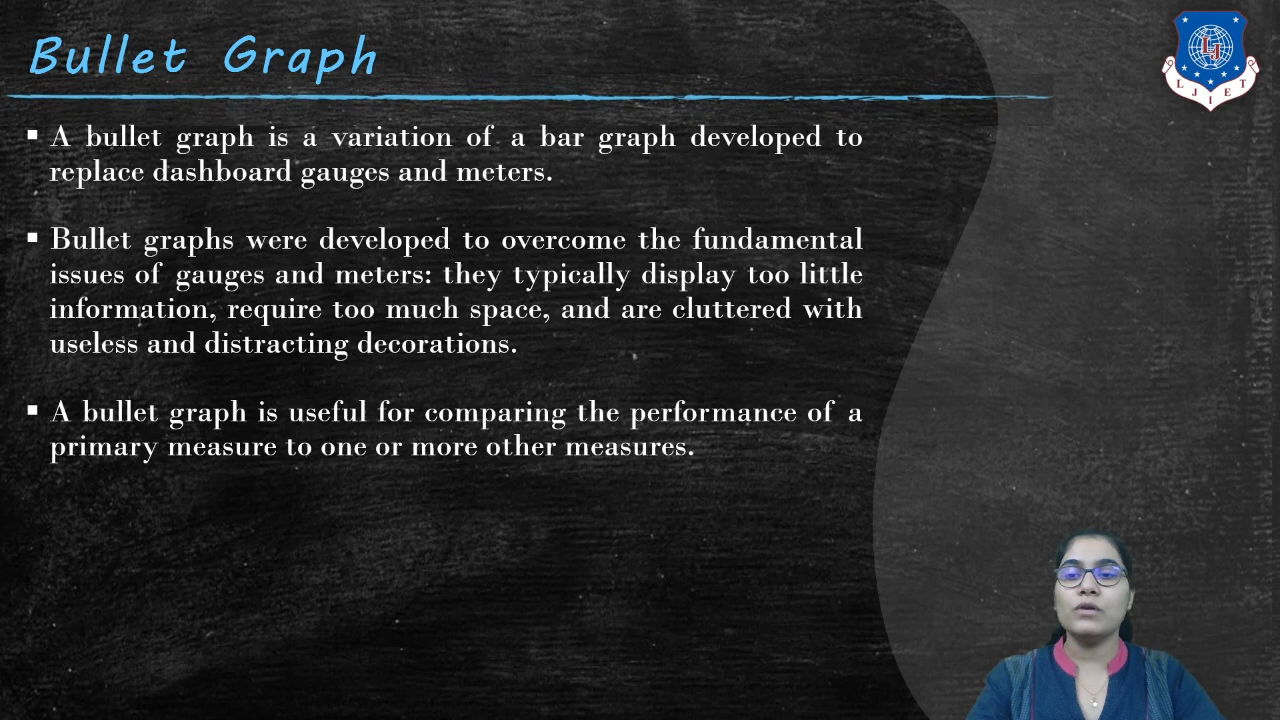 Bullet Graph
LJ
L J I E T
▪ A bullet graph is a variation of a bar graph developed to
replace dashboard gauges and meters.
▪ Bullet graphs were developed to overcome the fundamental
issues of gauges and meters: they typically display too little
information, require too much space, and are cluttered with
useless and distracting decorations.
▪ A bullet graph is useful for comparing the performance of a
primary measure to one or more other measures.